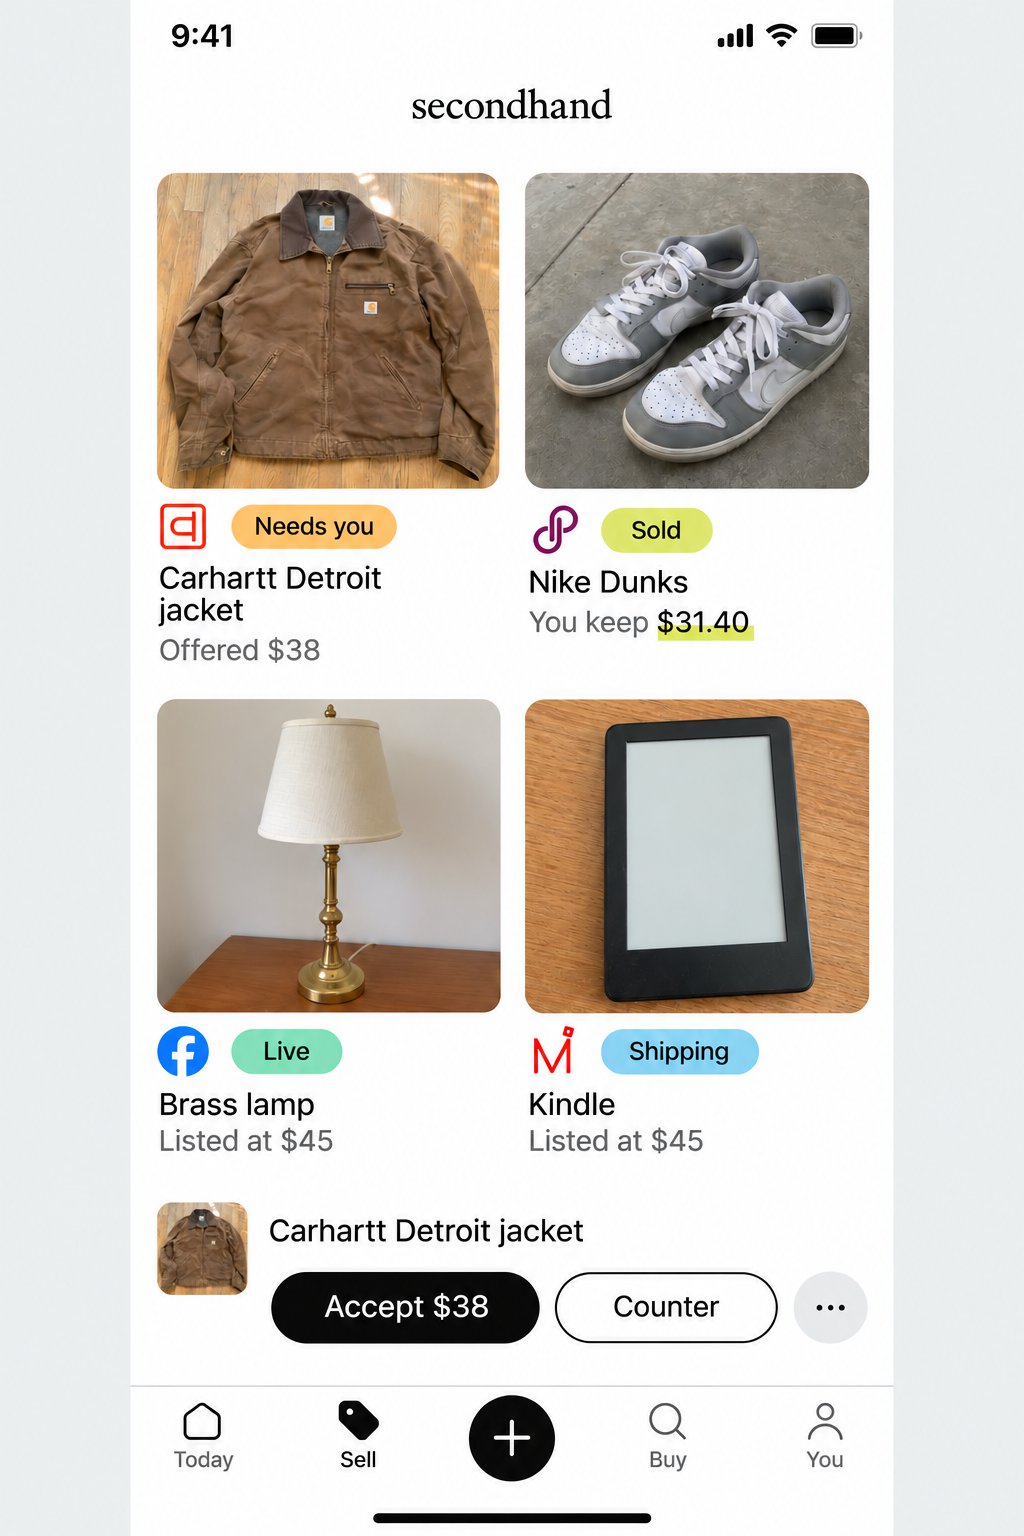 9:41
secondhand
Needs you
Carhartt Detroit
jacket
Offered $38
Sold
Nike Dunks
You keep $31.40
Live
Brass lamp
Listed at $45
Shipping
Kindle
Listed at $45
Carhartt Detroit jacket
Accept $38
Counter
Today
Sell
Buy
You